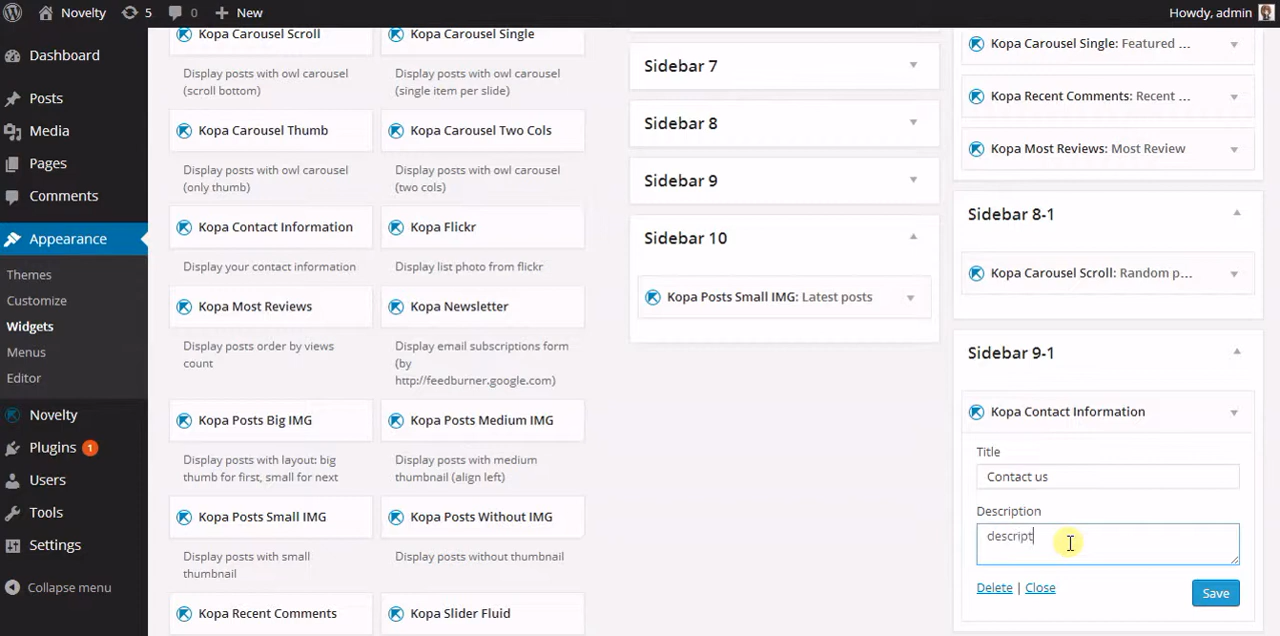 Novelty
5
0
New
Howdy, admin
Dashboard
Posts
Media
Pages
Comments
Appearance
Themes
Customize
Widgets
Menus
Editor
Novelty
Plugins 1
Users
Tools
Settings
Collapse menu
Kopa Carousel Scroll
Display posts with owl carousel
(scroll bottom)
Kopa Carousel Single
Display posts with owl carousel
(single item per slide)
Kopa Carousel Thumb
Display posts with owl carousel
(only thumb)
Kopa Carousel Two Cols
Display posts with owl carousel
(two cols)
Kopa Contact Information
Display your contact information
Kopa Flickr
Display list photo from flickr
Kopa Most Reviews
Display posts order by views
count
Kopa Newsletter
Display email subscriptions form
(by
http://feedburner.google.com)
Kopa Posts Big IMG
Display posts with layout: big
thumb for first, small for next
Kopa Posts Medium IMG
Display posts with medium
thumbnail (align left)
Kopa Posts Small IMG
Display posts with small
thumbnail
Kopa Posts Without IMG
Display posts without thumbnail
Kopa Recent Comments
Kopa Slider Fluid
Sidebar 7
Sidebar 8
Sidebar 9
Sidebar 10
Kopa Posts Small IMG: Latest posts
Kopa Carousel Single: Featured ...
Kopa Recent Comments: Recent ...
Kopa Most Reviews: Most Review
Sidebar 8-1
Kopa Carousel Scroll: Random p...
Sidebar 9-1
Kopa Contact Information
Title
Contact us
Description
descript
Delete | Close
Save